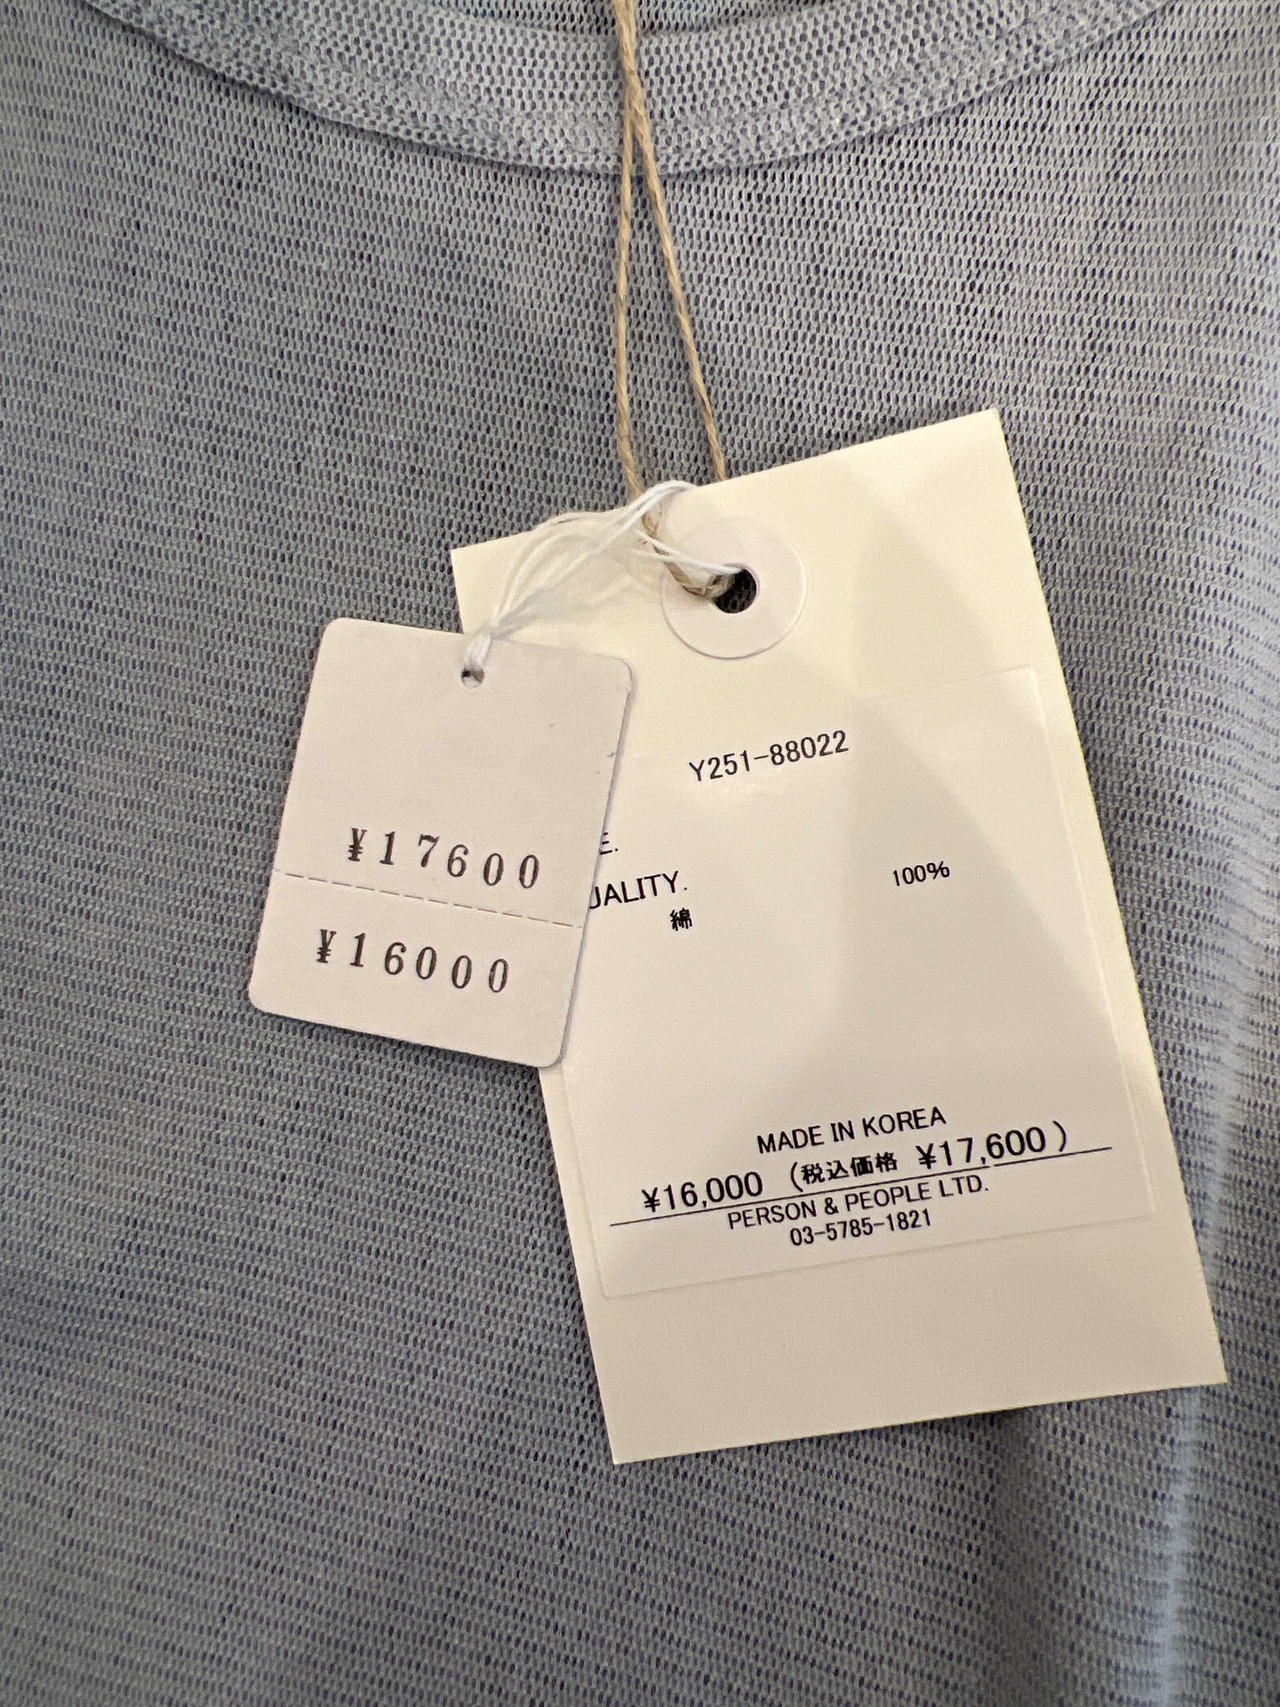 ¥17600
¥16000
Y251-88022
E.
UALITY.
綿 100%
MADE IN KOREA
¥16,000 (税込価格 ¥17,600)
PERSON & PEOPLE LTD.
03-5785-1821